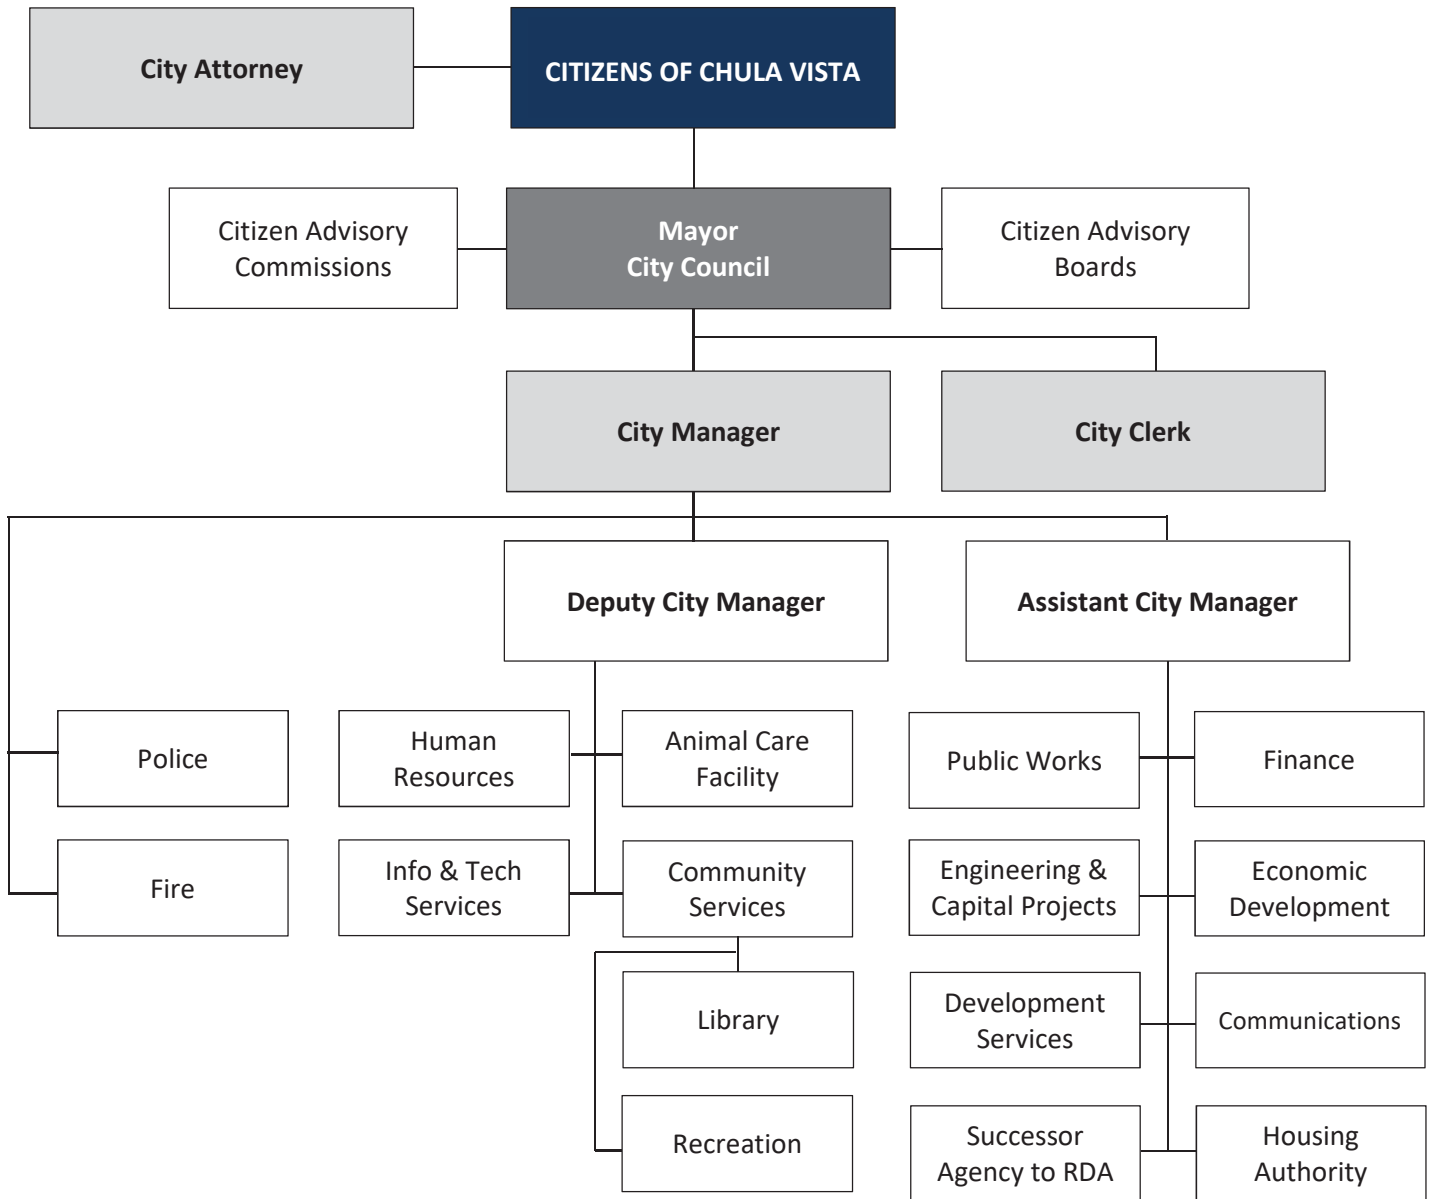 City Attorney
CITIZENS OF CHULA VISTA
Citizen Advisory
Commissions
Mayor
City Council
Citizen Advisory
Boards
City Manager
City Clerk
Deputy City Manager
Assistant City Manager
Police
Human
Resources
Animal Care
Facility
Public Works
Finance
Fire
Info & Tech
Services
Community
Services
Engineering &
Capital Projects
Economic
Development
Library
Development
Services
Communications
Recreation
Successor
Agency to RDA
Housing
Authority